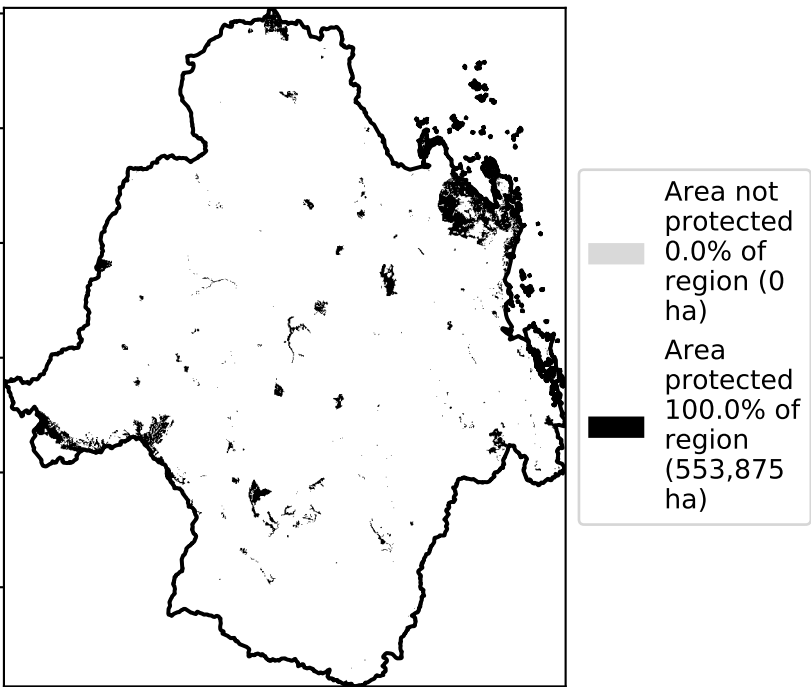 Area not
protected
0.0% of
region (0
ha)
Area
protected
100.0% of
region
(553,875
ha)